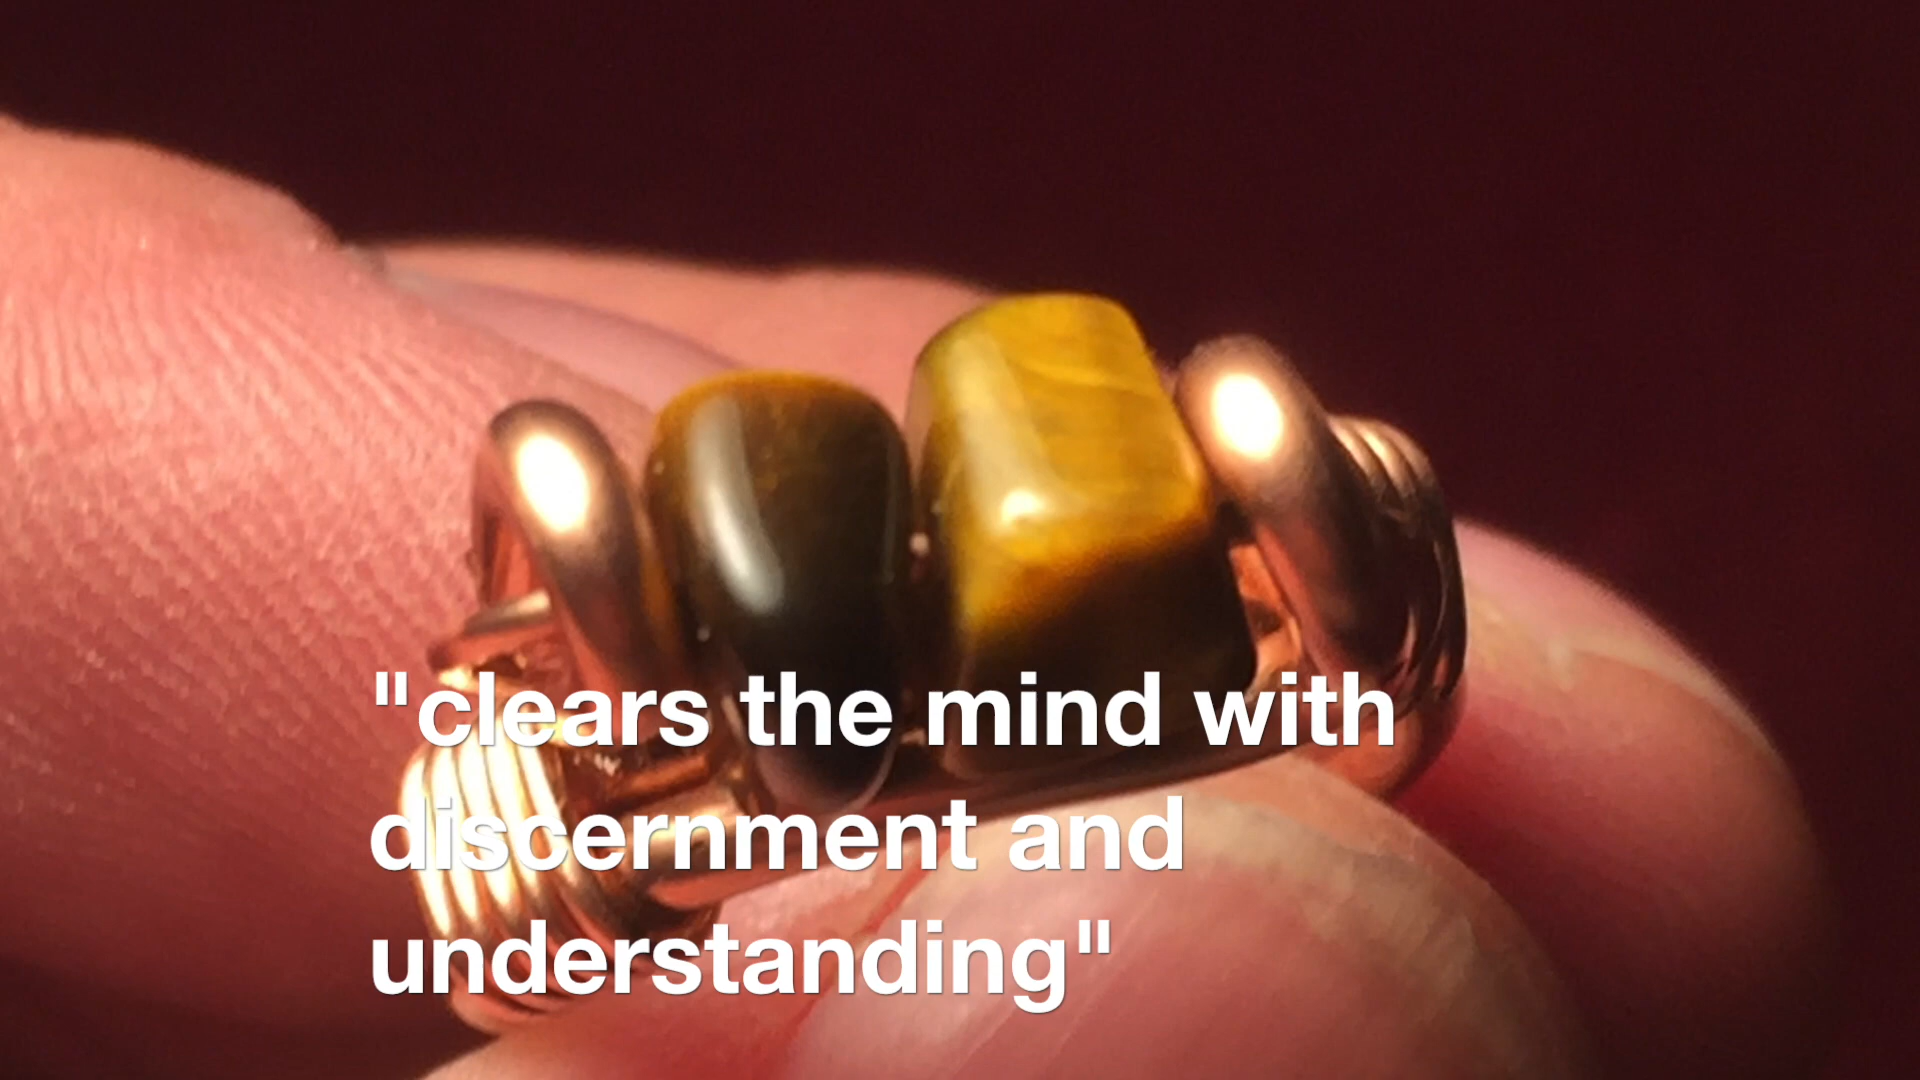 "clears the mind with
discernment and
understanding"